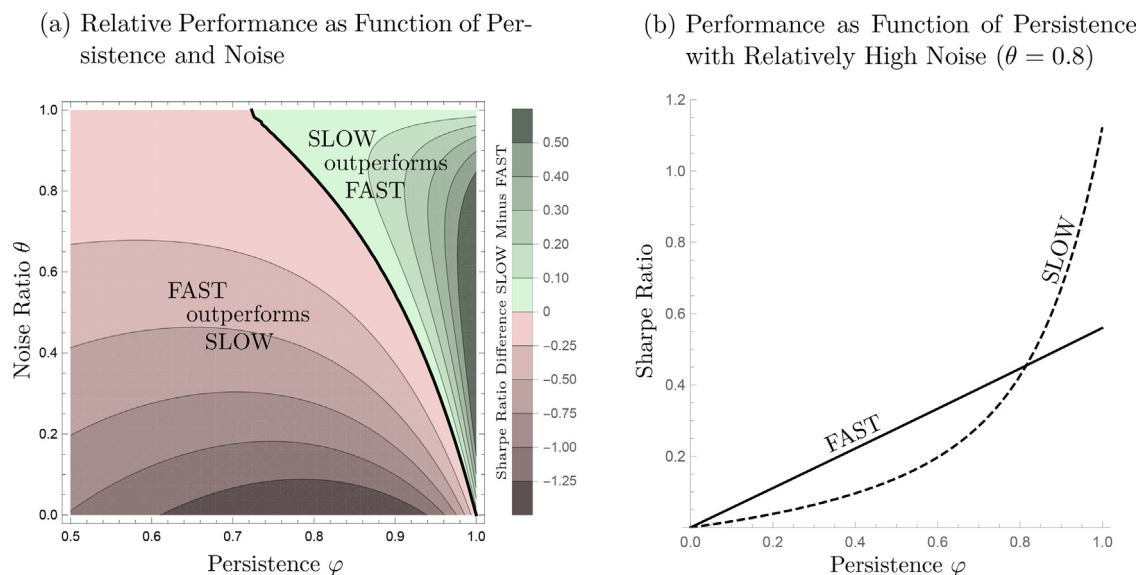 (a) Relative Performance as Function of Per-
sistence and Noise
1.0
0.8
0.6
0.4
0.2
0.0
Noise Ratio θ
SLOW
outperforms
FAST
FAST
outperforms
SLOW
0.5
0.6
0.7
0.8
0.9
1.0
Persistence φ
Sharpe Ratio Difference SLOW Minus FAST
0.50
0.40
0.30
0.20
0.10
0
−0.25
−0.50
−0.75
−1.00
−1.25
(b) Performance as Function of Persistence
with Relatively High Noise (θ = 0.8)
1.2
1.0
0.8
0.6
0.4
0.2
Sharpe Ratio
SLOW
FAST
0.0
0.2
0.4
0.6
0.8
1.0
Persistence φ